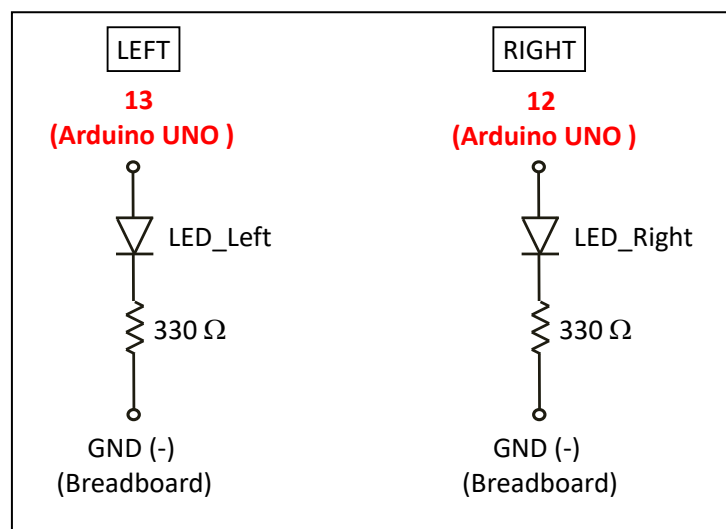 LEFT
13
(Arduino UNO )
LED_Left
330 Ω
GND (-)
(Breadboard)
RIGHT
12
(Arduino UNO )
LED_Right
330 Ω
GND (-)
(Breadboard)